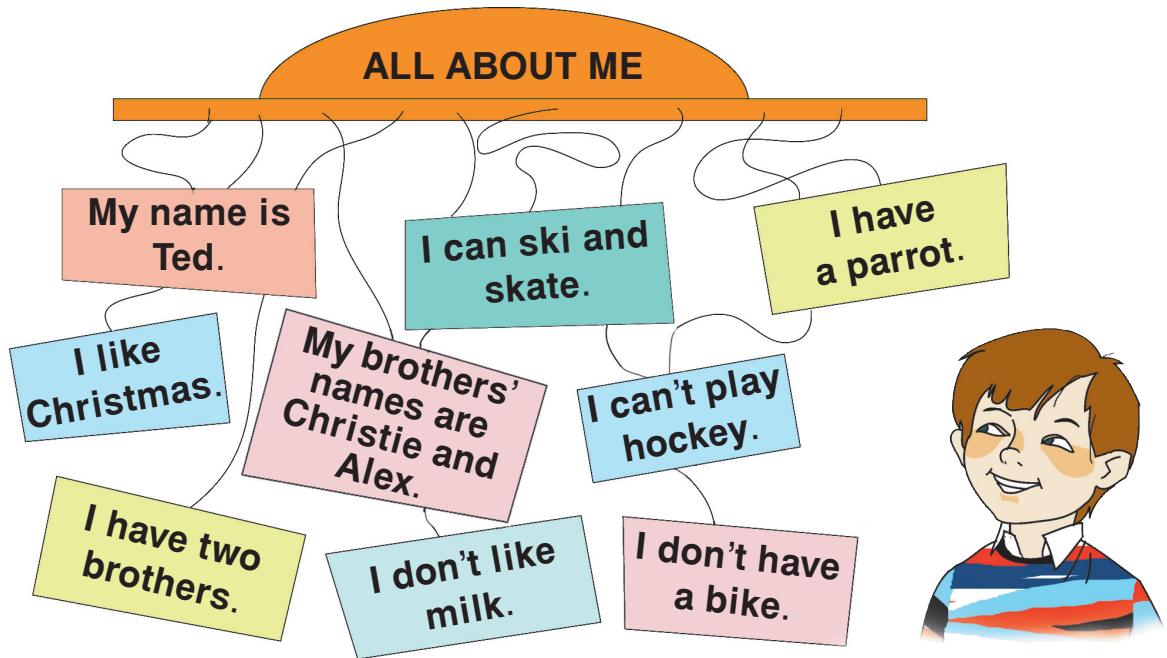 ALL ABOUT ME
My name is
Ted.
I can ski and
skate.
I have
a parrot.
I like
Christmas.
My brothers’
names are
Christie and
Alex.
I can’t play
hockey.
I have two
brothers.
I don’t like
milk.
I don’t have
a bike.